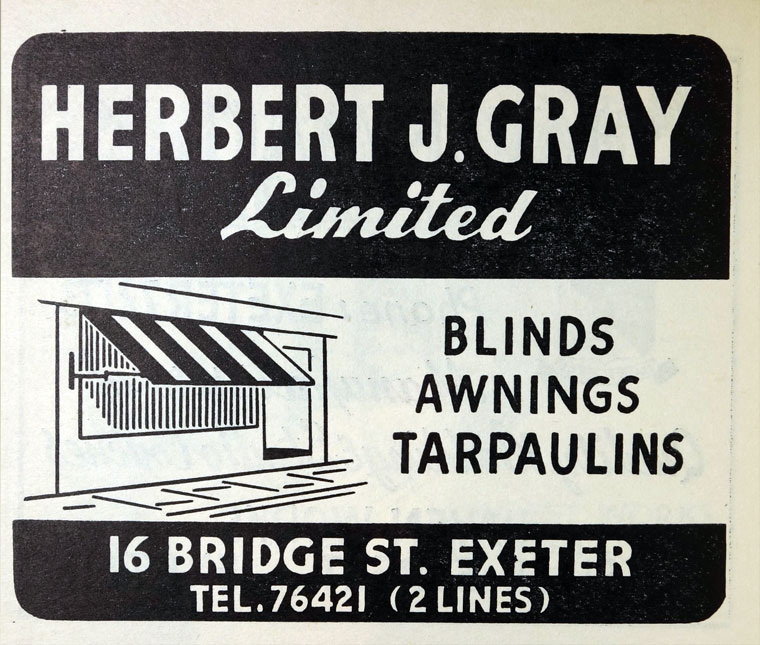 HERBERT J. GRAY
Limited
BLINDS
AWNINGS
TARPAULINS
16 BRIDGE ST. EXETER
TEL. 76421 (2 LINES)